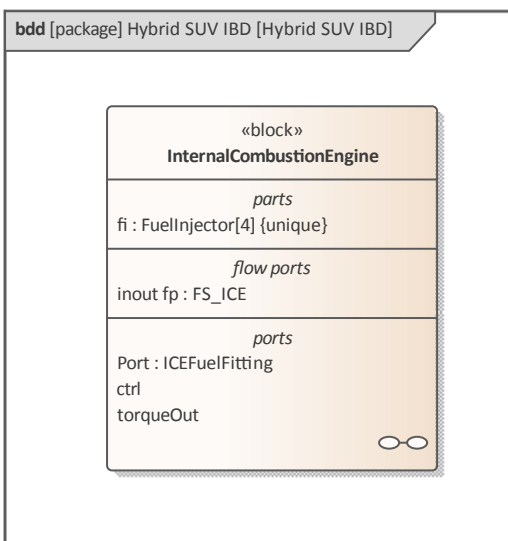 bdd [package] Hybrid SUV IBD [Hybrid SUV IBD]
«block»
InternalCombustionEngine
parts
fi : FuelInjector[4] {unique}
flow ports
inout fp : FS_ICE
ports
Port : ICEFuelFitting
ctrl
torqueOut